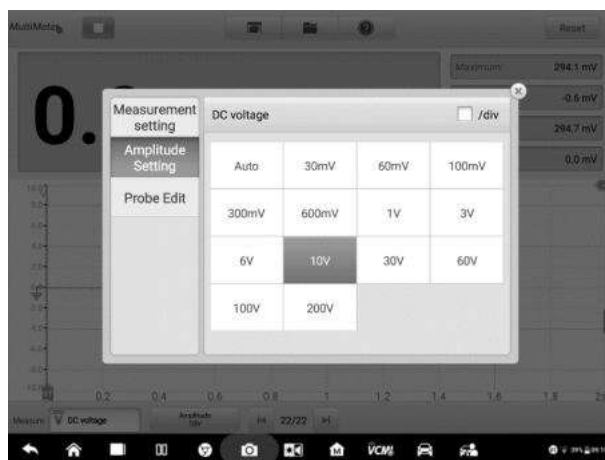 MultiMeter
Reset
Maximum 294.1 mV
-0.6 mV
294.7 mV
0.0 mV
0.
Measurement setting
Amplitude Setting
Probe Edit
DC voltage
/div
Auto 30mV 60mV 100mV
300mV 600mV 1V 3V
6V 10V 30V 60V
100V 200V
0.2 0.4 0.6 0.8 1 1.2 1.4 1.6 1.8
Measure DC voltage
Amplitude
22/22
VCMI